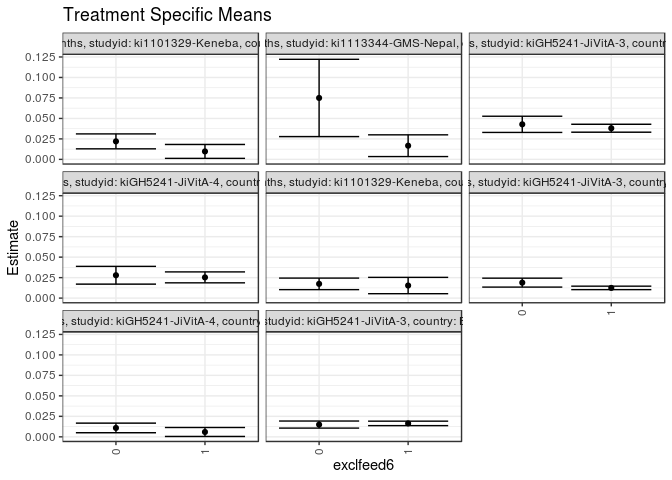 Treatment Specific Means
nths, studyid: ki1101329-Keneba, cou
ths, studyid: ki1113344-GMS-Nepal,
s, studyid: kiGH5241-JiVitA-3, countr
0.125
0.100
0.075
0.050
0.025
0.000
s, studyid: kiGH5241-JiVitA-4, country
ths, studyid: ki1101329-Keneba, cou
s, studyid: kiGH5241-JiVitA-3, country
0.125
0.100
0.075
0.050
0.025
0.000
s, studyid: kiGH5241-JiVitA-4, country
studyid: kiGH5241-JiVitA-3, country: B
0.125
0.100
0.075
0.050
0.025
0.000
0 1
0 1
0 1
Estimate
exclfeed6